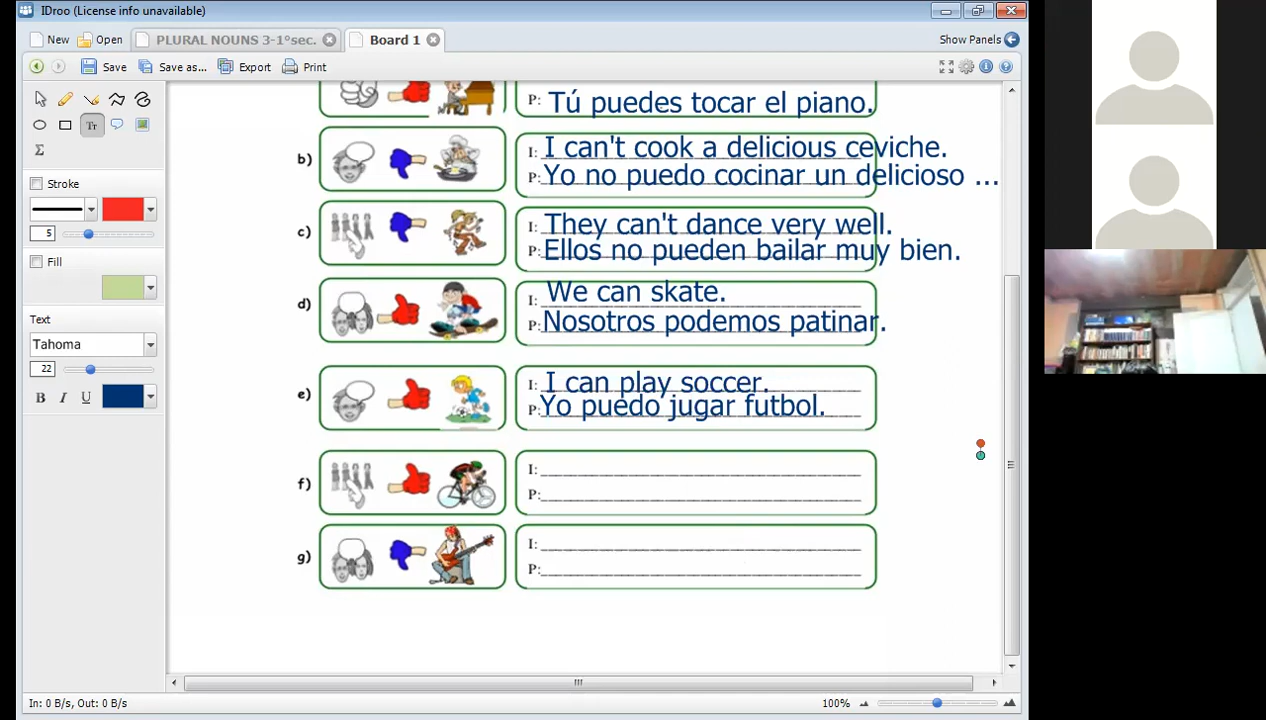 IDroo (License info unavailable)
New Open PLURAL NOUNS 3-1°sec. Board 1 Show Panels
Save Save as... Export Print
Tr
Σ
Stroke
5
Fill
Text
Tahoma
22
B I U
P: Tú puedes tocar el piano.
b) I: I can't cook a delicious ceviche.
P: Yo no puedo cocinar un delicioso ...
c) I: They can't dance very well.
P: Ellos no pueden bailar muy bien.
d) I: We can skate.
P: Nosotros podemos patinar.
e) I: I can play soccer.
P: Yo puedo jugar futbol.
f) I:
P:
g) I:
P:
In: 0 B/s, Out: 0 B/s 100%